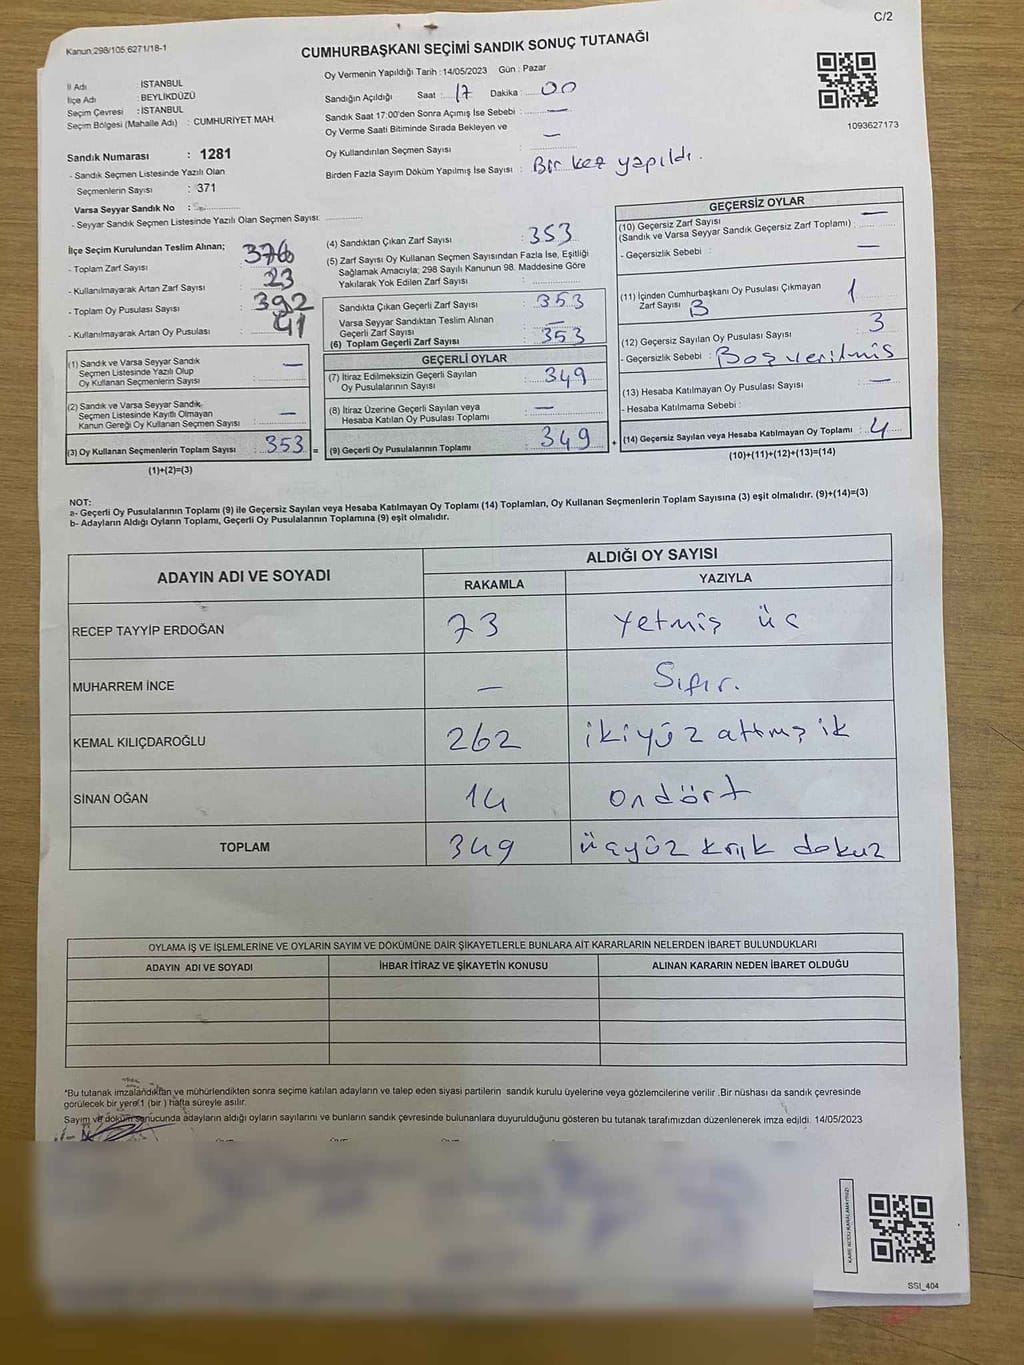 C/2
Kanun 298/105 6271/18-1
CUMHURBAŞKANI SEÇİMİ SANDIK SONUÇ TUTANAĞI
İl Adı : İSTANBUL
İlçe Adı : BEYLİKDÜZÜ
Seçim Çevresi : İSTANBUL
Seçim Bölgesi (Mahalle Adı) : CUMHURİYET MAH.
Sandık Numarası : 1281
- Sandık Seçmen Listesinde Yazılı Olan
Seçmenlerin Sayısı : 371
Varsa Seyyar Sandık No :
- Seyyar Sandık Seçmen Listesinde Yazılı Olan Seçmen Sayısı:
Oy Vermenin Yapıldığı Tarih : 14/05/2023 Gün : Pazar
Sandığın Açıldığı Saat : 17 Dakika : 00
Sandık Saat 17:00'den Sonra Açımış İse Sebebi : —
Oy Verme Saati Bitiminde Sırada Bekleyen ve
Oy Kullandırılan Seçmen Sayısı : —
Birden Fazla Sayım Döküm Yapılmış İse Sayısı : Bir kez yapıldı.
1093627173
İlçe Seçim Kurulundan Teslim Alınan;
- Toplam Zarf Sayısı : 376
- Kullanılmayarak Artan Zarf Sayısı : 23
- Toplam Oy Pusulası Sayısı : 392
- Kullanılmayarak Artan Oy Pusulası : 41
(1) Sandık ve Varsa Seyyar Sandık
Seçmen Listesinde Yazılı Olup
Oy Kullanan Seçmenlerin Sayısı : —
(2) Sandık ve Varsa Seyyar Sandık
Seçmen Listesinde Kayıtlı Olmayan
Kanun Gereği Oy Kullanan Seçmen Sayısı : —
(3) Oy Kullanan Seçmenlerin Toplam Sayısı : 353 =
(1)+(2)=(3)
(4) Sandıktan Çıkan Zarf Sayısı : 353
(5) Zarf Sayısı Oy Kullanan Seçmen Sayısından Fazla İse, Eşitliği
Sağlamak Amacıyla; 298 Sayılı Kanunun 98. Maddesine Göre
Yakılarak Yok Edilen Zarf Sayısı :
Sandıkta Çıkan Geçerli Zarf Sayısı : 353
Varsa Seyyar Sandıktan Teslim Alınan
Geçerli Zarf Sayısı : —
(6) Toplam Geçerli Zarf Sayısı : 353
GEÇERLİ OYLAR
(7) İtiraz Edilmeksizin Geçerli Sayılan
Oy Pusulalarının Sayısı : 349
(8) İtiraz Üzerine Geçerli Sayılan veya
Hesaba Katılan Oy Pusulası Toplamı : —
(9) Geçerli Oy Pusulalarının Toplamı : 349 +
GEÇERSİZ OYLAR
(10) Geçersiz Zarf Sayısı
(Sandık ve Varsa Seyyar Sandık Geçersiz Zarf Toplamı) : —
- Geçersizlik Sebebi : —
(11) İçinden Cumhurbaşkanı Oy Pusulası Çıkmayan
Zarf Sayısı : 1
(12) Geçersiz Sayılan Oy Pusulası Sayısı : 3
- Geçersizlik Sebebi : Boş verilmiş
(13) Hesaba Katılmayan Oy Pusulası Sayısı : —
- Hesaba Katılmama Sebebi :
(14) Geçersiz Sayılan veya Hesaba Katılmayan Oy Toplamı : 4
(10)+(11)+(12)+(13)=(14)
NOT:
a- Geçerli Oy Pusulalarının Toplamı (9) ile Geçersiz Sayılan veya Hesaba Katılmayan Oy Toplamı (14) Toplamları, Oy Kullanan Seçmenlerin Toplam Sayısına (3) eşit olmalıdır. (9)+(14)=(3)
b- Adayların Aldığı Oyların Toplamı, Geçerli Oy Pusulalarının Toplamına (9) eşit olmalıdır.
ADAYIN ADI VE SOYADI ALDIĞI OY SAYISI
RAKAMLA YAZIYLA
RECEP TAYYİP ERDOĞAN 73 Yetmiş üç
MUHARREM İNCE — Sıfır.
KEMAL KILIÇDAROĞLU 262 ikiyüz altmış ik
SİNAN OĞAN 14 ondört
TOPLAM 349 üçyüz kırk dokuz
OYLAMA İŞ VE İŞLEMLERİNE VE OYLARIN SAYIM VE DÖKÜMÜNE DAİR ŞİKAYETLERLE BUNLARA AİT KARARLARIN NELERDEN İBARET BULUNDUKLARI
ADAYIN ADI VE SOYADI İHBAR İTİRAZ VE ŞİKAYETİN KONUSU ALINAN KARARIN NEDEN İBARET OLDUĞU
*Bu tutanak imzalandıktan ve mühürlendikten sonra seçime katılan adayların ve talep eden siyasi partilerin sandık kurulu üyelerine veya gözlemcilerine verilir .Bir nüshası da sandık çevresinde
görülecek bir yere 1 (bir ) hafta süreyle asılır.
Sayım ve döküm sonucunda adayların aldığı oyların sayılarını ve bunların sandık çevresinde bulunanlara duyurulduğunu gösteren bu tutanak tarafımızdan düzenlenerek imza edildi. 14/05/2023
KARE KODU KARALAMAYINIZ!
SSI_404